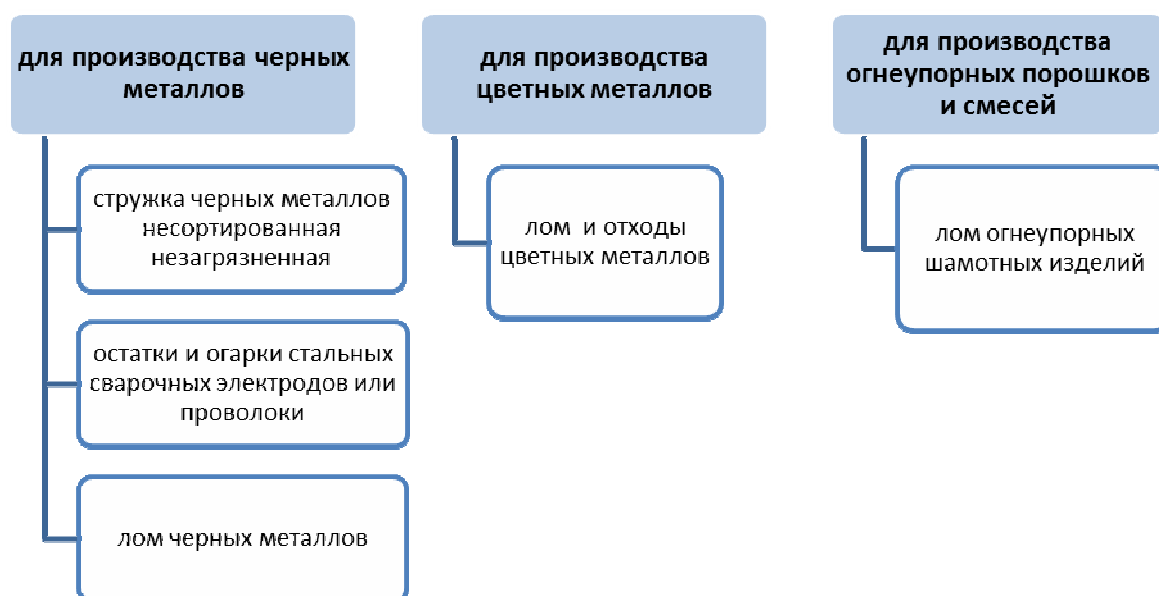 для производства черных
металлов
стружка черных металлов
несортированная
незагрязненная
остатки и огарки стальных
сварочных электродов или
проволоки
лом черных металлов
для производства
цветных металлов
лом и отходы
цветных металлов
для производства
огнеупорных порошков
и смесей
лом огнеупорных
шамотных изделий